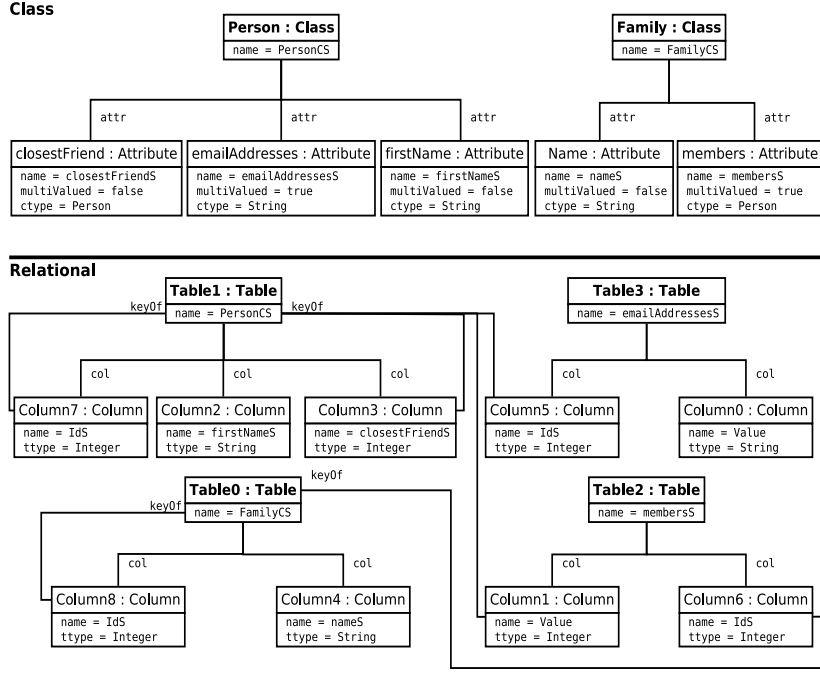 Class
Person : Class
name = PersonCS
Family : Class
name = FamilyCS
attr
attr
attr
attr
attr
closestFriend : Attribute
name = closestFriendS
multiValued = false
ctype = Person
emailAddresses : Attribute
name = emailAddressesS
multiValued = true
ctype = String
firstName : Attribute
name = firstNameS
multiValued = false
ctype = String
Name : Attribute
name = nameS
multiValued = false
ctype = String
members : Attribute
name = membersS
multiValued = true
ctype = Person
Relational
Table1 : Table
name = PersonCS
keyOf
keyOf
Table3 : Table
name = emailAddressesS
col
col
col
col
col
Column7 : Column
name = IdS
ttype = Integer
Column2 : Column
name = firstNameS
ttype = String
Column3 : Column
name = closestFriendS
ttype = Integer
Column5 : Column
name = IdS
ttype = Integer
Column0 : Column
name = Value
ttype = String
Table0 : Table
name = FamilyCS
keyOf
keyOf
Table2 : Table
name = membersS
col
col
col
col
Column8 : Column
name = IdS
ttype = Integer
Column4 : Column
name = nameS
ttype = String
Column1 : Column
name = Value
ttype = Integer
Column6 : Column
name = IdS
ttype = Integer